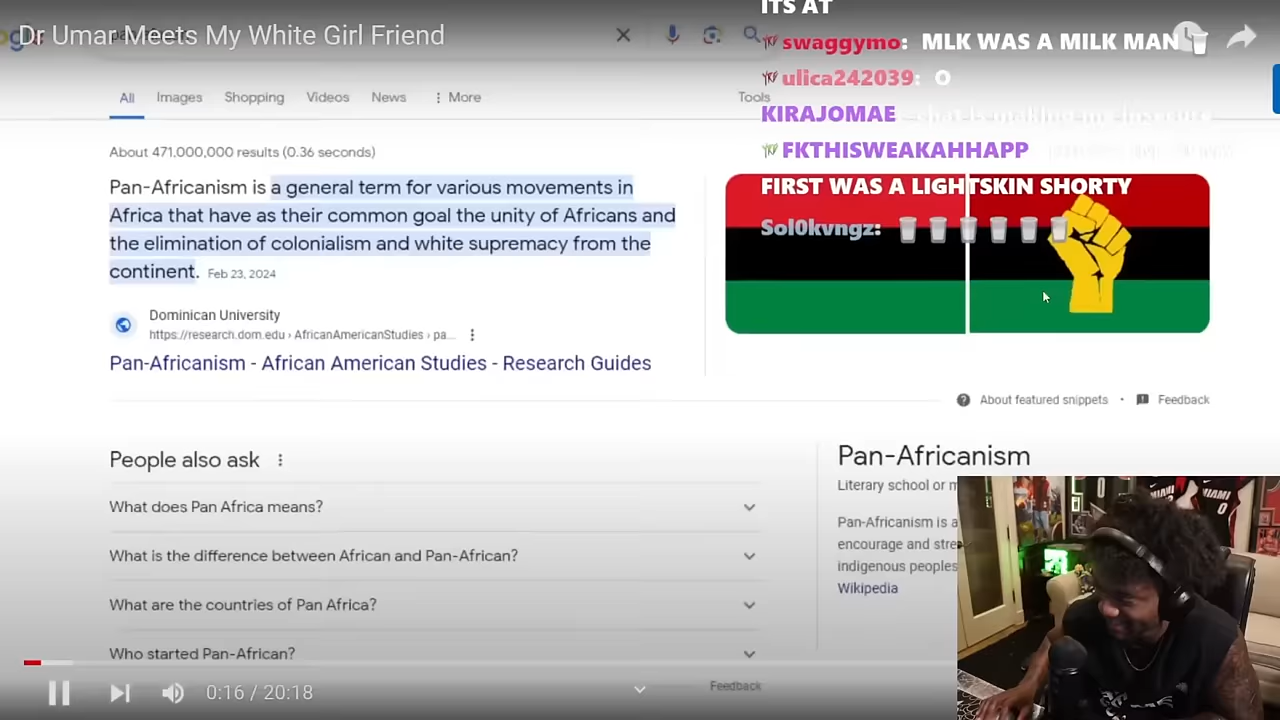 Dr Umar Meets My White Girl Friend
ITS AT
swaggymo: MLK WAS A MILK MAN
ulica242039: O
KIRAJOMAE
FKTHISWEAKAHHAPP
FIRST WAS A LIGHTSKIN SHORTY
Sol0kvngz:
All Images Shopping Videos News More Tools
About 471.000,000 results (0.36 seconds)
Pan-Africanism is a general term for various movements in
Africa that have as their common goal the unity of Africans and
the elimination of colonialism and white supremacy from the
continent. Feb 23, 2024
Dominican University
https://research.dom.edu › AfricanAmericanStudies › pa...
Pan-Africanism - African American Studies - Research Guides
About featured snippets • Feedback
People also ask
What does Pan Africa means?
What is the difference between African and Pan-African?
What are the countries of Pan Africa?
Who started Pan-African?
Feedback
Pan-Africanism
Literary school or
Pan-Africanism is a
encourage and
indigenous peoples
Wikipedia
MIAMI
MIAMI
0
0:16 / 20:18